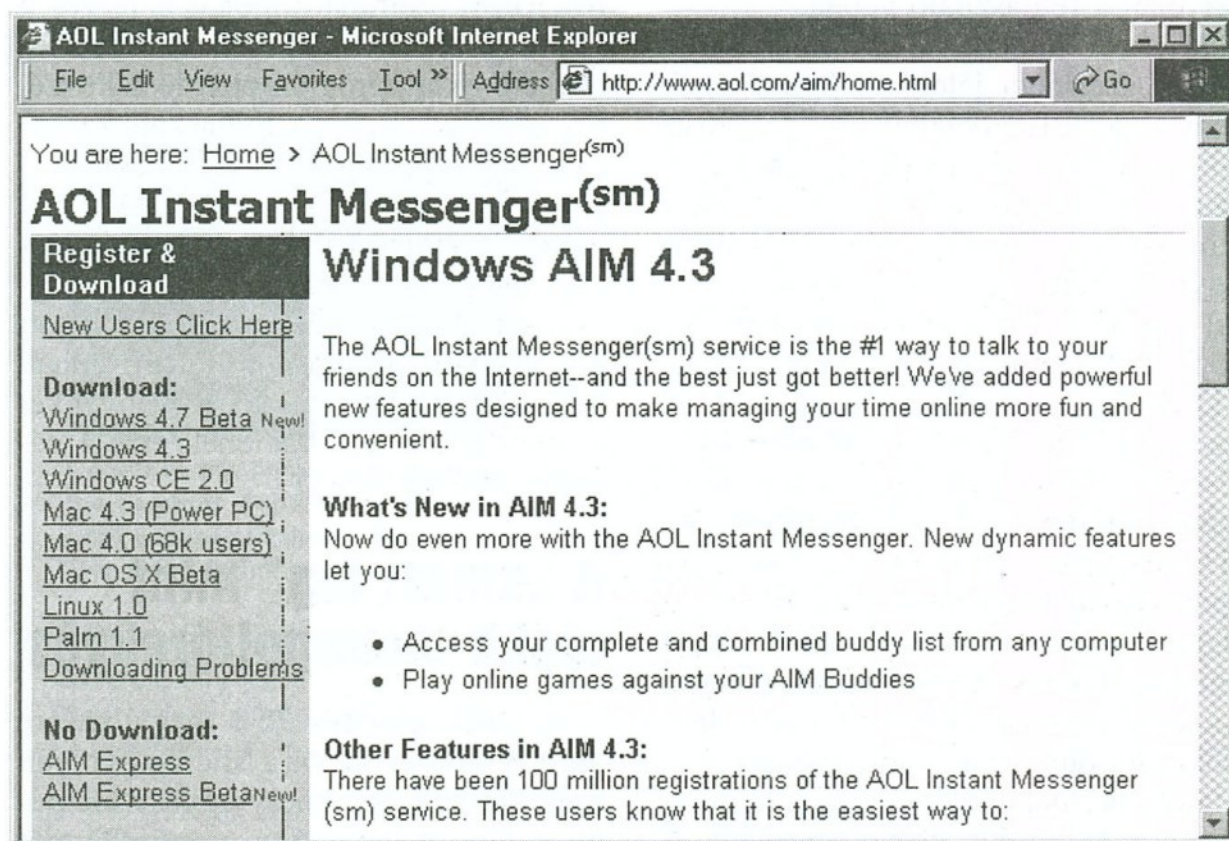 AOL Instant Messenger - Microsoft Internet Explorer
File Edit View Favorites Tool » Address http://www.aol.com/aim/home.html Go
You are here: Home > AOL Instant Messenger(sm)
AOL Instant Messenger(sm)
Register &
Download
New Users Click Here
Download:
Windows 4.7 Beta New!
Windows 4.3
Windows CE 2.0
Mac 4.3 (Power PC)
Mac 4.0 (68k users)
Mac OS X Beta
Linux 1.0
Palm 1.1
Downloading Problems
No Download:
AIM Express
AIM Express Beta New!
Windows AIM 4.3
The AOL Instant Messenger(sm) service is the #1 way to talk to your
friends on the Internet--and the best just got better! We've added powerful
new features designed to make managing your time online more fun and
convenient.
What's New in AIM 4.3:
Now do even more with the AOL Instant Messenger. New dynamic features
let you:
• Access your complete and combined buddy list from any computer
• Play online games against your AIM Buddies
Other Features in AIM 4.3:
There have been 100 million registrations of the AOL Instant Messenger
(sm) service. These users know that it is the easiest way to: